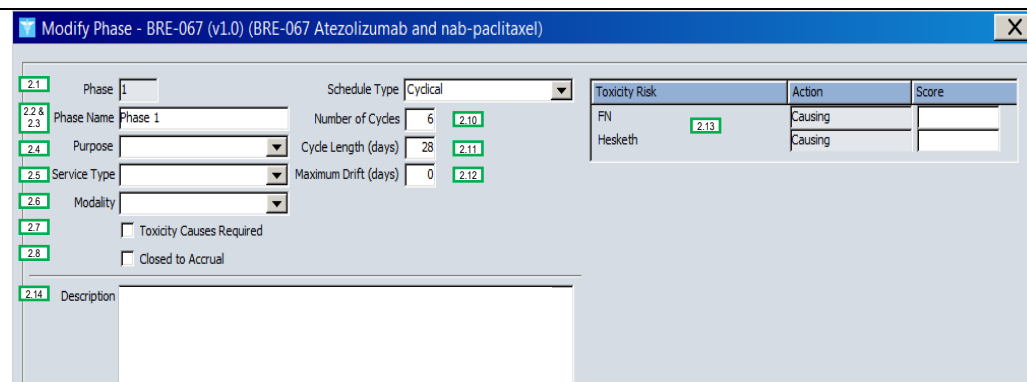 Modify Phase - BRE-067 (v1.0) (BRE-067 Atezolizumab and nab-paclitaxel) X
2.1 Phase 1 Schedule Type Cyclical Toxicity Risk Action Score
2.2 & 2.3 Phase Name Phase 1 Number of Cycles 6 2.10 FN 2.13 Causing
2.4 Purpose Cycle Length (days) 28 2.11 Hesketh Causing
2.5 Service Type Maximum Drift (days) 0 2.12
2.6 Modality
2.7 Toxicity Causes Required
2.8 Closed to Accrual
2.14 Description